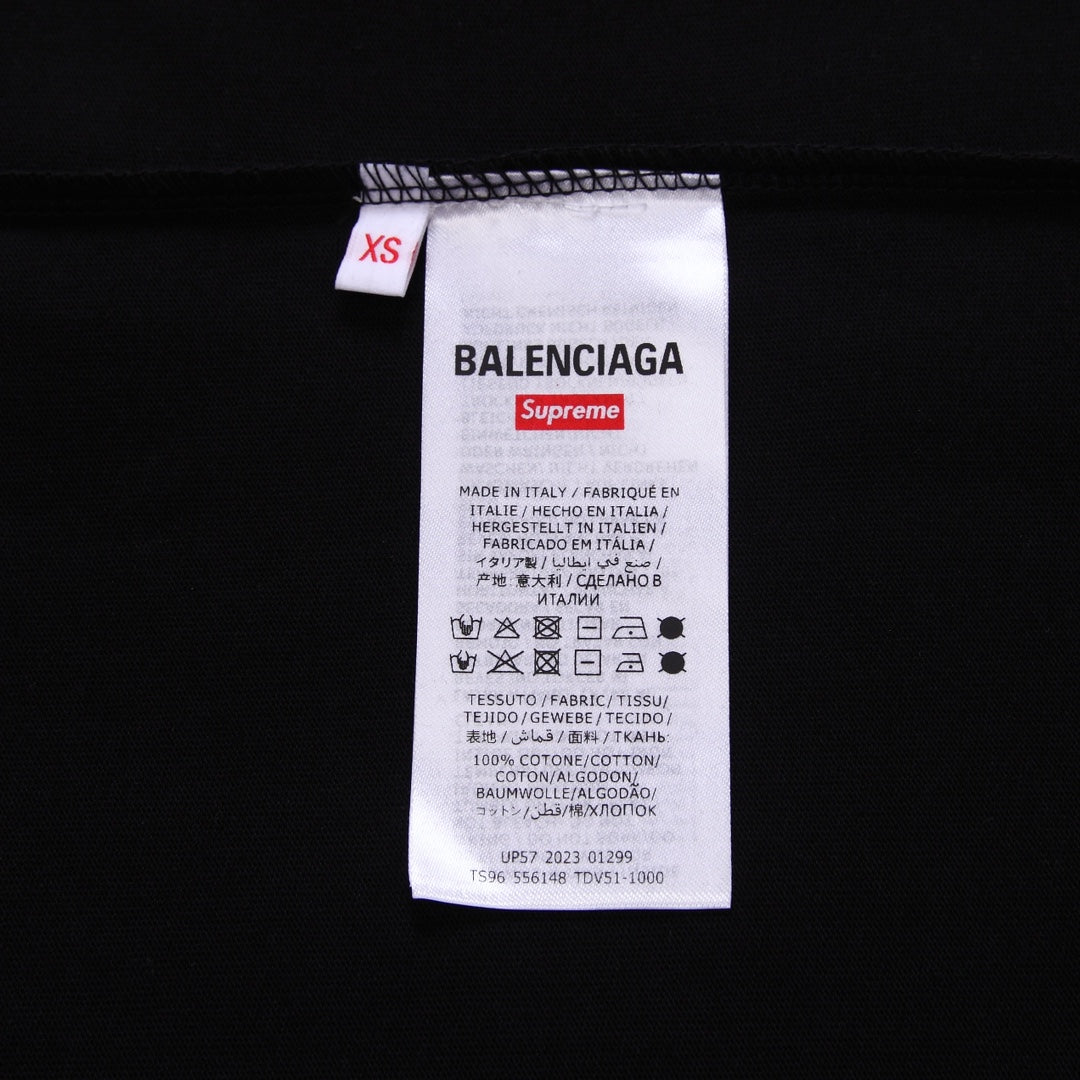 XS
BALENCIAGA
Supreme
MADE IN ITALY / FABRIQUÉ EN
ITALIE / HECHO EN ITALIA /
HERGESTELLT IN ITALIEN /
FABRICADO EM ITÁLIA /
イタリア製 / صنع في ايطاليا /
产地: 意大利 / СДЕЛАНО В
ИТАЛИИ
TESSUTO / FABRIC / TISSU/
TEJIDO / GEWEBE / TECIDO /
表地 / قماش / 面料 / ТКАНЬ:
100% COTONE/COTTON/
COTON/ALGODON/
BAUMWOLLE/ALGODÃO/
コットン/قطن/棉/ХЛОПОК
UP57 2023 01299
TS96 556148 TDV51-1000